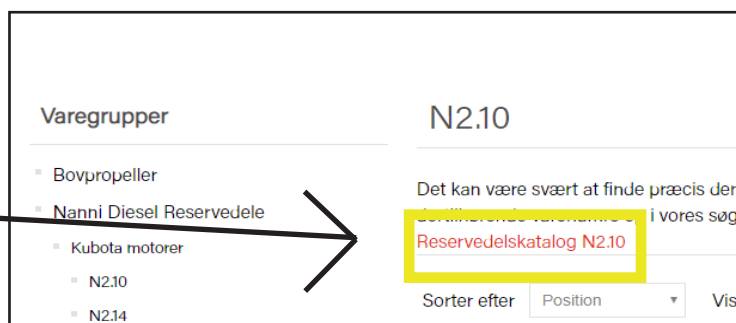 Varegrupper
Bovpropeller
Nanni Diesel Reservedele
Kubota motorer
N2.10
N2.14
N2.10
Det kan være svært at finde præcis der
i vores søg
Reservedelskatalog N2.10
Sorter efter Position Vis